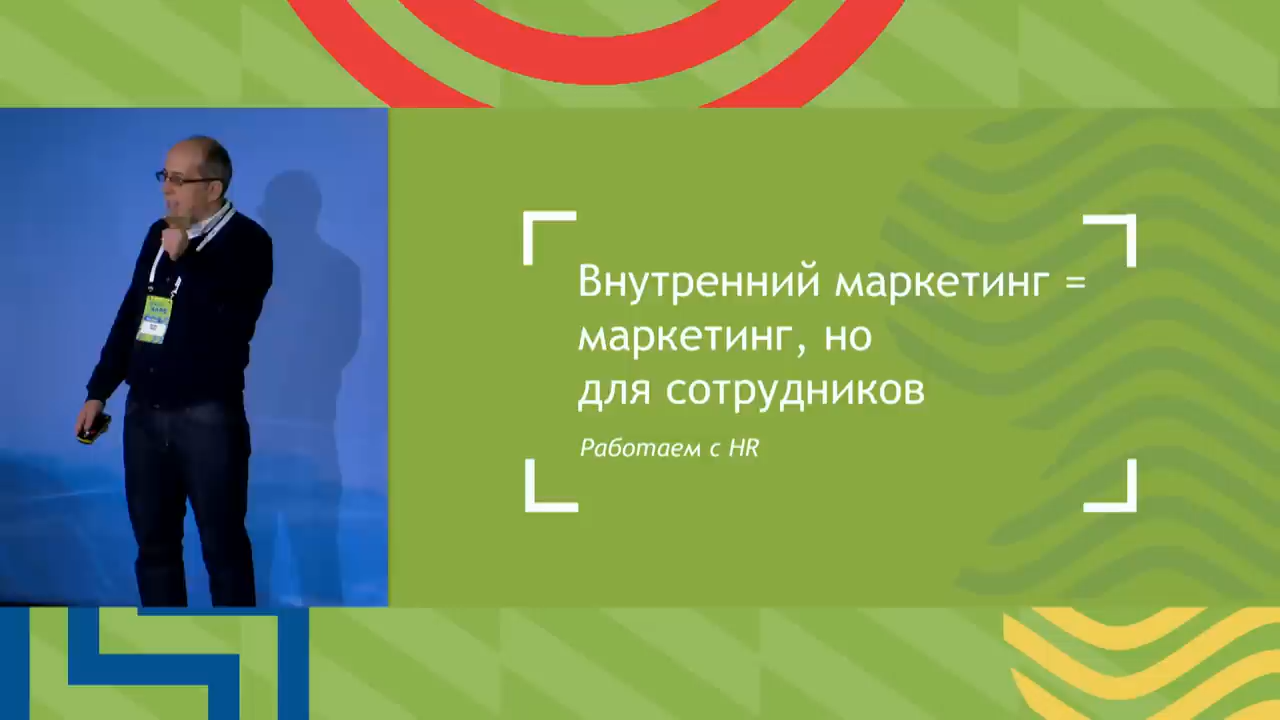 Внутренний маркетинг =
маркетинг, но
для сотрудников
Работаем с HR